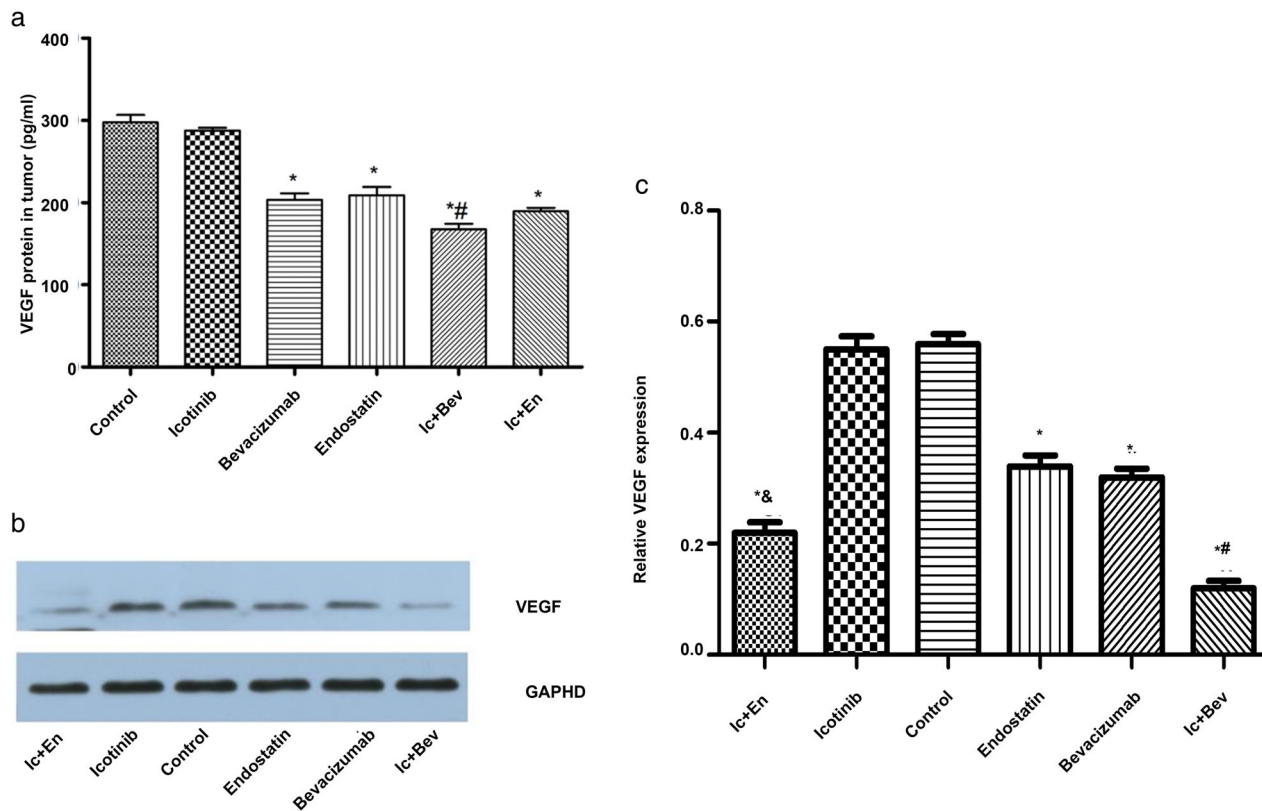 a
400
300
200
100
0
VEGF protein in tumor (pg/ml)
*
*
*#
*
Control
Icotinib
Bevacizumab
Endostatin
Ic+Bev
Ic+En
b
VEGF
GAPHD
Ic+En
Icotinib
Control
Endostatin
Bevacizumab
Ic+Bev
c
0.8
0.6
0.4
0.2
0.0
Relative VEGF expression
*&
*
*
*#
Ic+En
Icotinib
Control
Endostatin
Bevacizumab
Ic+Bev